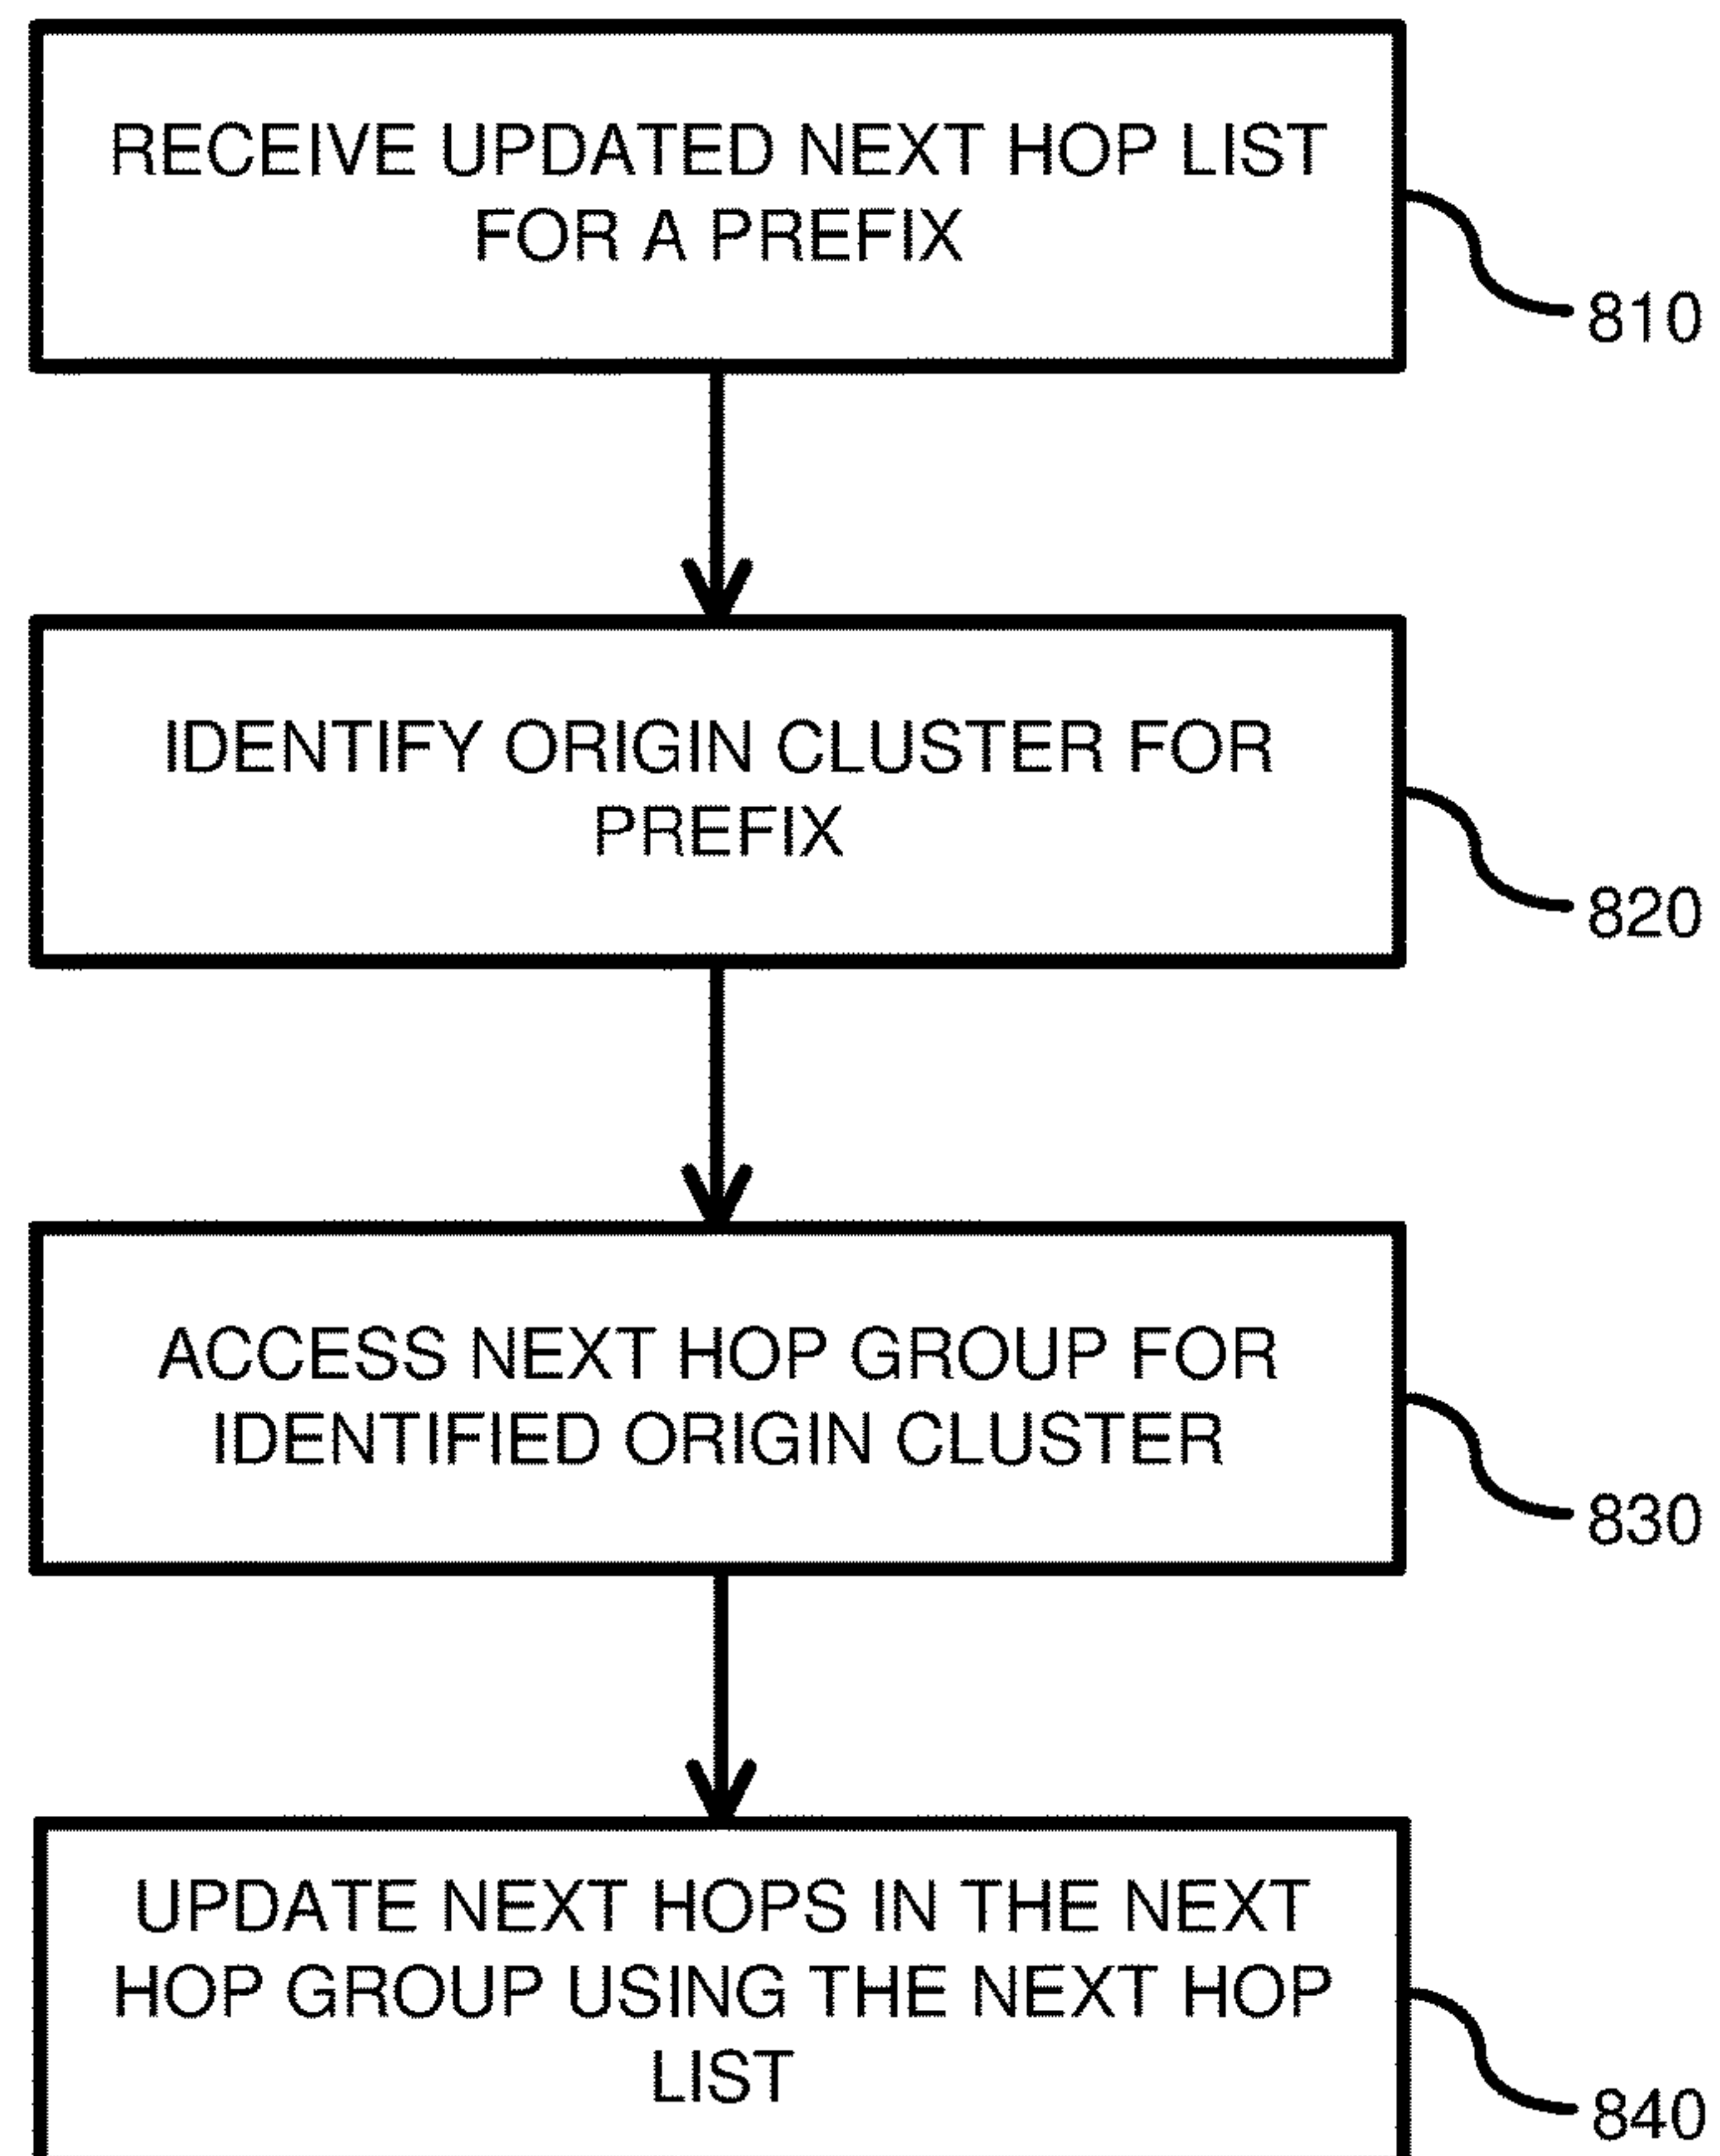 RECEIVE UPDATED NEXT HOP LIST
FOR A PREFIX
810
IDENTIFY ORIGIN CLUSTER FOR
PREFIX
820
ACCESS NEXT HOP GROUP FOR
IDENTIFIED ORIGIN CLUSTER
830
UPDATE NEXT HOPS IN THE NEXT
HOP GROUP USING THE NEXT HOP
LIST
840